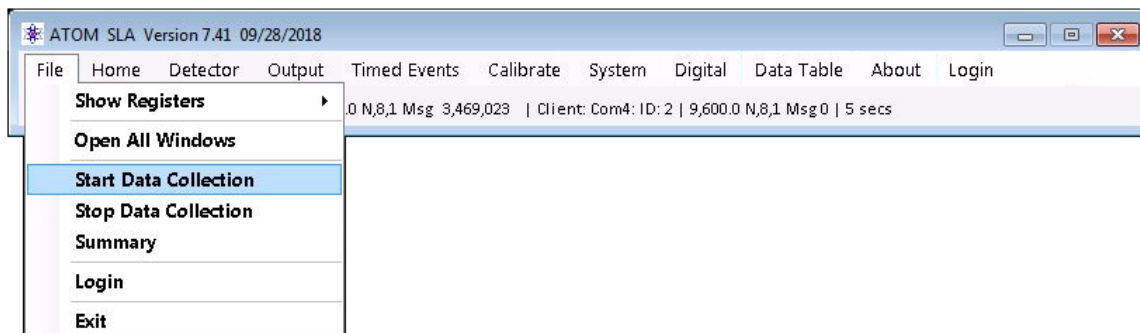 ATOM SLA Version 7.41 09/28/2018
File Home Detector Output Timed Events Calibrate System Digital Data Table About Login
Show Registers
.0 N,8,1 Msg 3,469,023 | Client: Com4: ID: 2 | 9,600.0 N,8,1 Msg 0 | 5 secs
Open All Windows
Start Data Collection
Stop Data Collection
Summary
Login
Exit